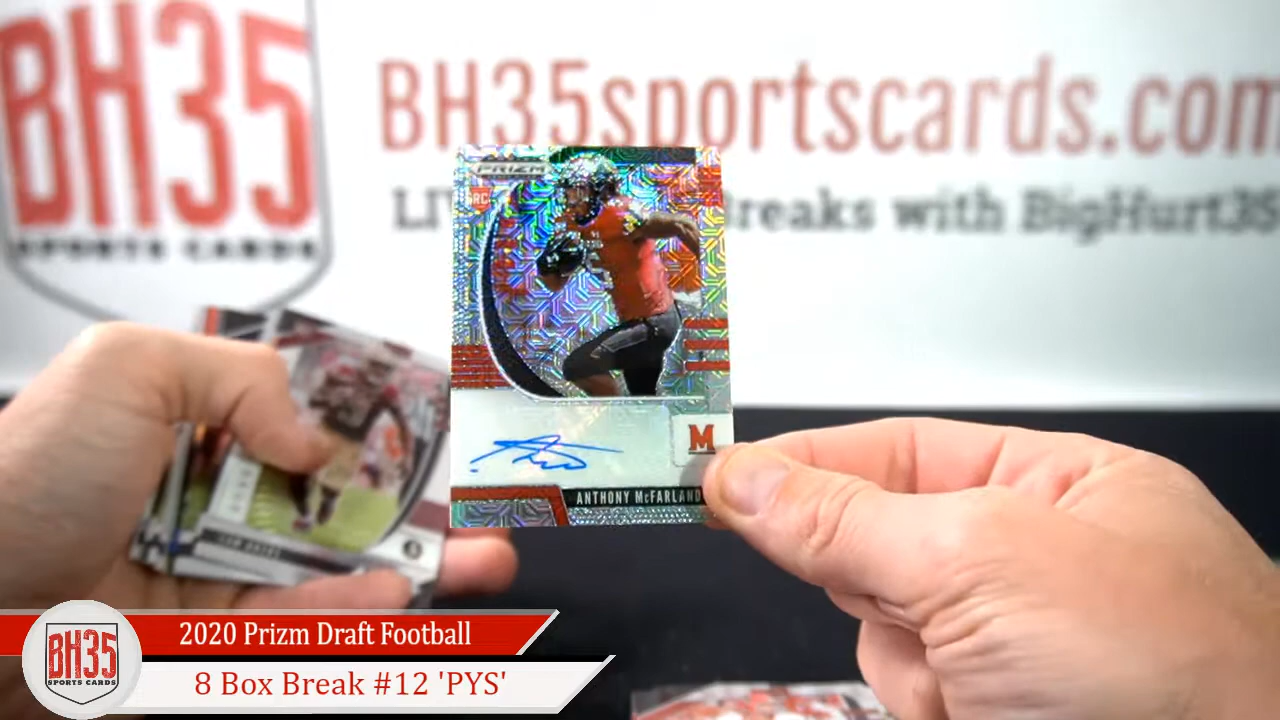 BH35
SPORTS CARDS
BH35sportscards.com
Breaks with BigHurt35
PRIZM
RC
M
ANTHONY McFARLAND
BH35
SPORTS CARDS
2020 Prizm Draft Football
8 Box Break #12 'PYS'